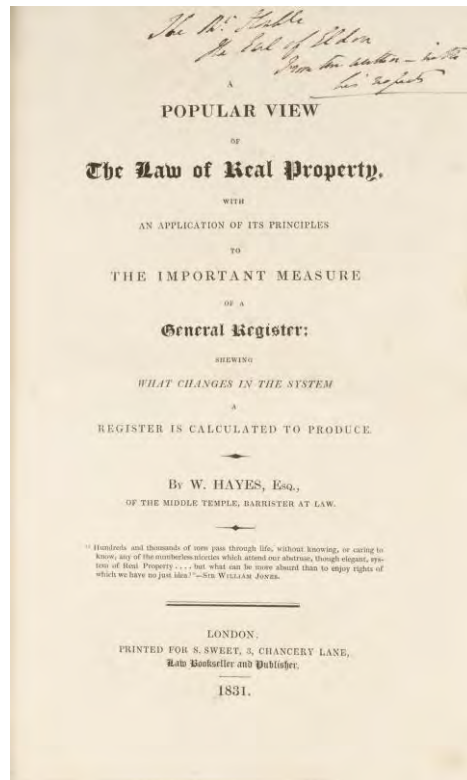 The Rt. Honble
The Earl of Eldon
From the author – with
his respects
A
POPULAR VIEW
OF
The Law of Real Property,
WITH
AN APPLICATION OF ITS PRINCIPLES
TO
THE IMPORTANT MEASURE
OF A
General Register:
SHEWING
WHAT CHANGES IN THE SYSTEM
A
REGISTER IS CALCULATED TO PRODUCE.
BY W. HAYES, ESQ.,
OF THE MIDDLE TEMPLE, BARRISTER AT LAW.
"Hundreds and thousands of men pass through life, without knowing, or caring to
know, any of the numberless niceties which attend our abstruse, though elegant, sys-
tem of Real Property .... but what can be more absurd than to enjoy rights of
which we have no just idea!"—SIR WILLIAM JONES.
LONDON:
PRINTED FOR S. SWEET, 3, CHANCERY LANE,
Law Bookseller and Publisher.
1831.